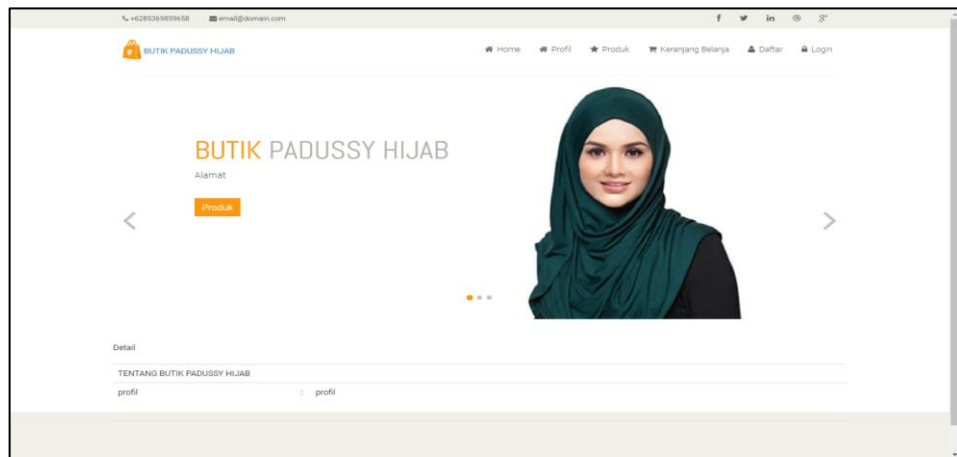 +6285369859658 email@domain.com
BUTIK PADUSSY HIJAB Home Profil Produk Keranjang Belanja Daftar Login
BUTIK PADUSSY HIJAB
Alamat
Produk
Detail
TENTANG BUTIK PADUSSY HIJAB
profil : profil